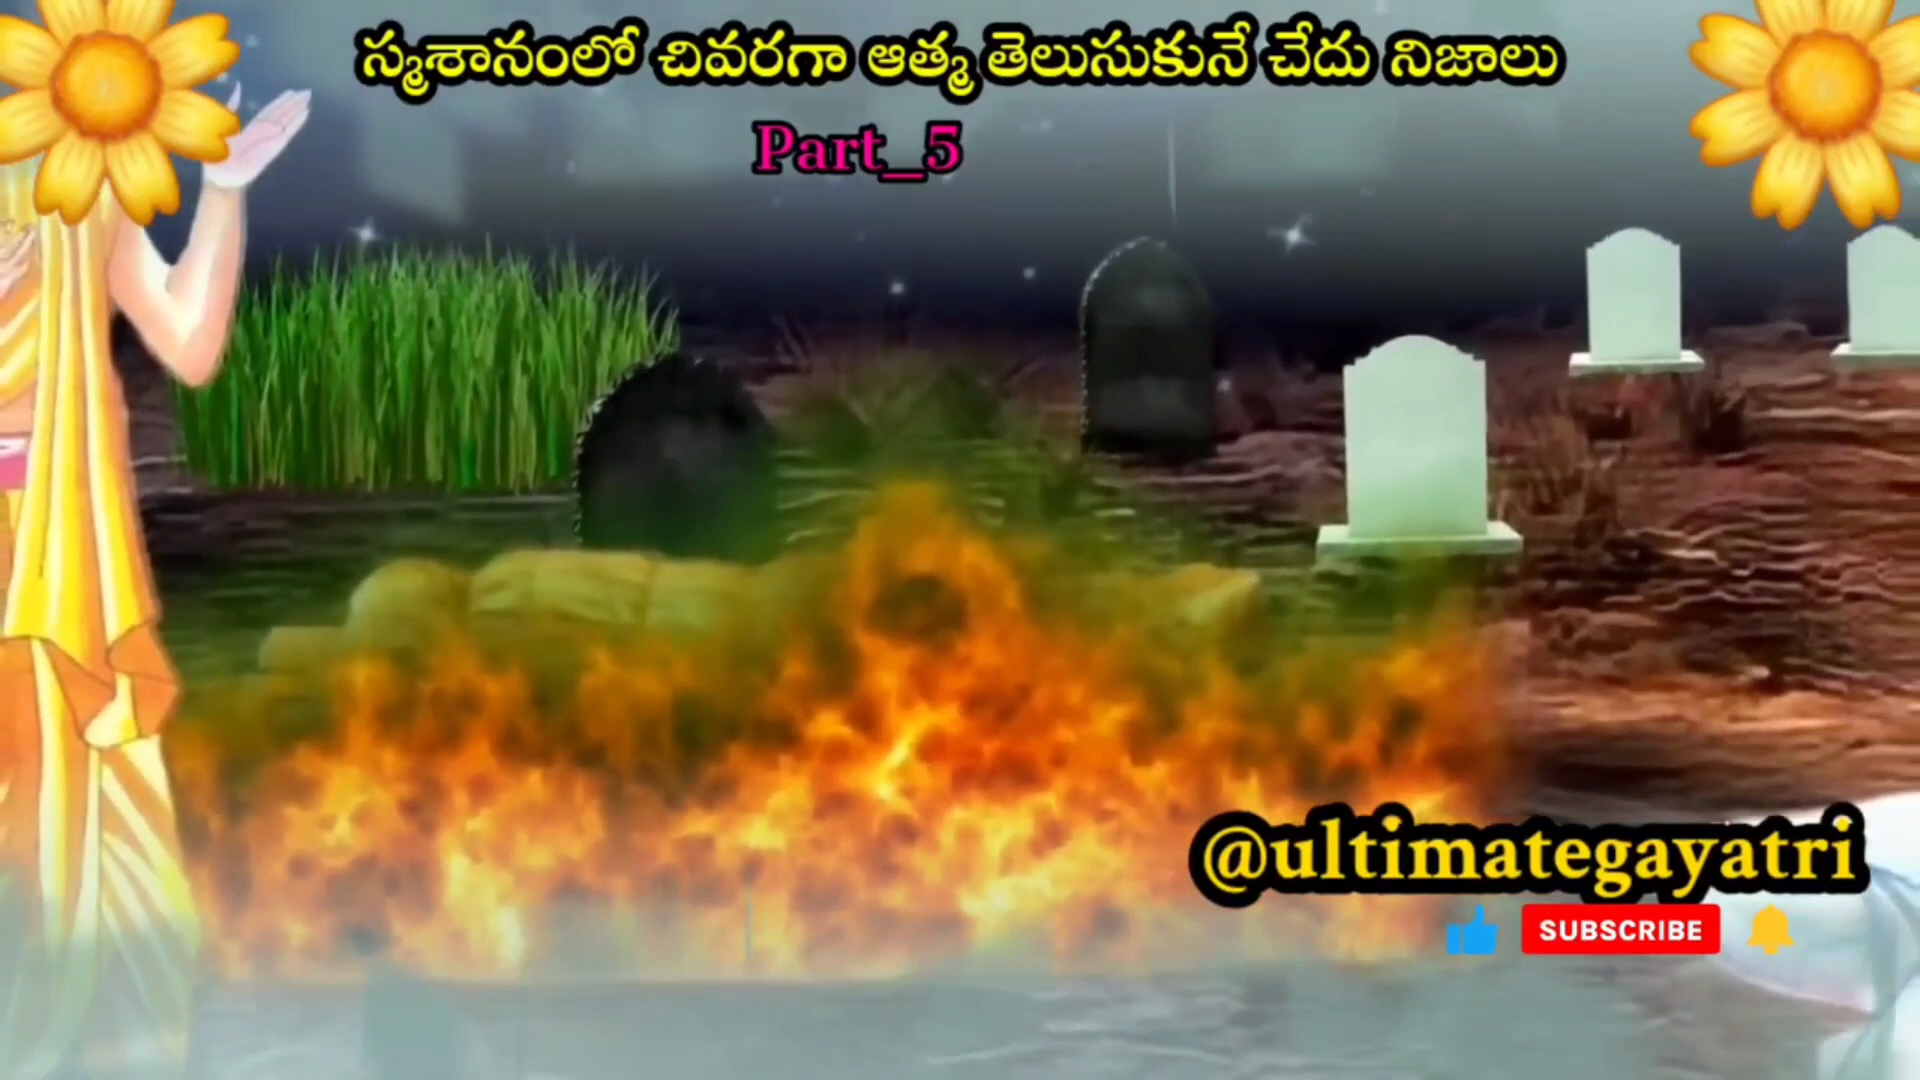 స్మశానంలో చివరగా ఆత్మ తెలుసుకునే చేదు నిజాలు
Part_5
@ultimategayatri
SUBSCRIBE